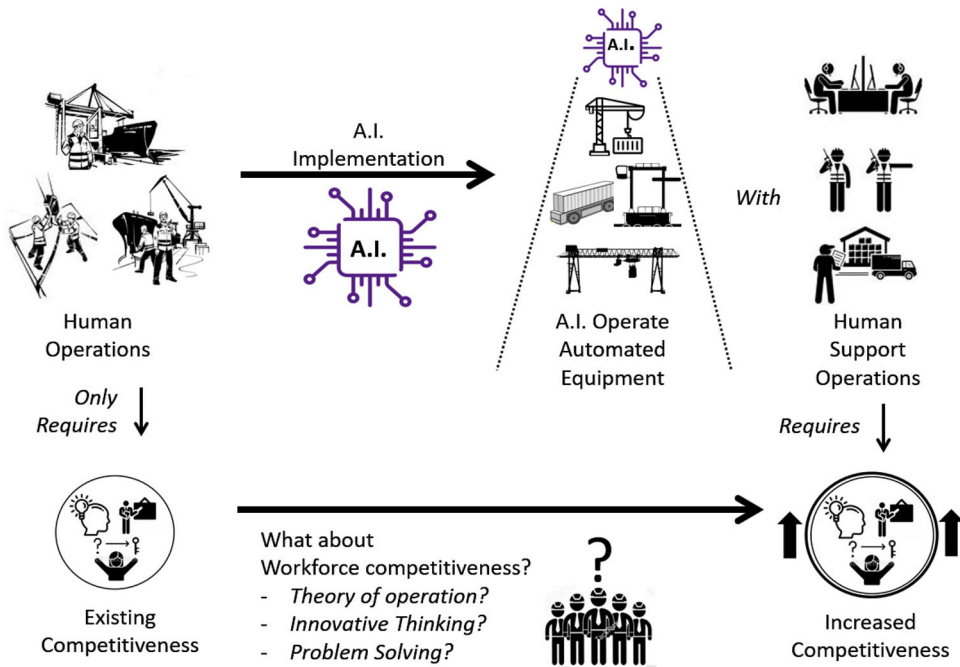 A.I.
A.I.
Implementation
A.I.
With
Human
Operations
A.I. Operate
Automated
Equipment
Human
Support
Operations
Only
Requires
Requires
What about
Workforce competitiveness?
- Theory of operation?
- Innovative Thinking?
- Problem Solving?
?
?
?
Existing
Competitiveness
Increased
Competitiveness